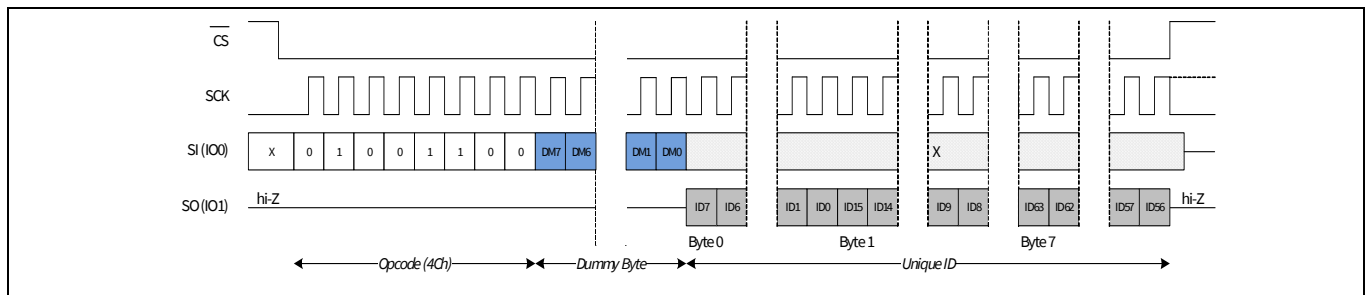 CS
SCK
SI (IO0) X 0 1 0 0 1 1 0 0 DM7 DM6 DM1 DM0 X
hi-Z hi-Z
SO (IO1) ID7 ID6 ID1 ID0 ID15 ID14 ID9 ID8 ID63 ID62 ID57 ID56
Byte 0 Byte 1 Byte 7
Opcode (4Ch) Dummy Byte Unique ID